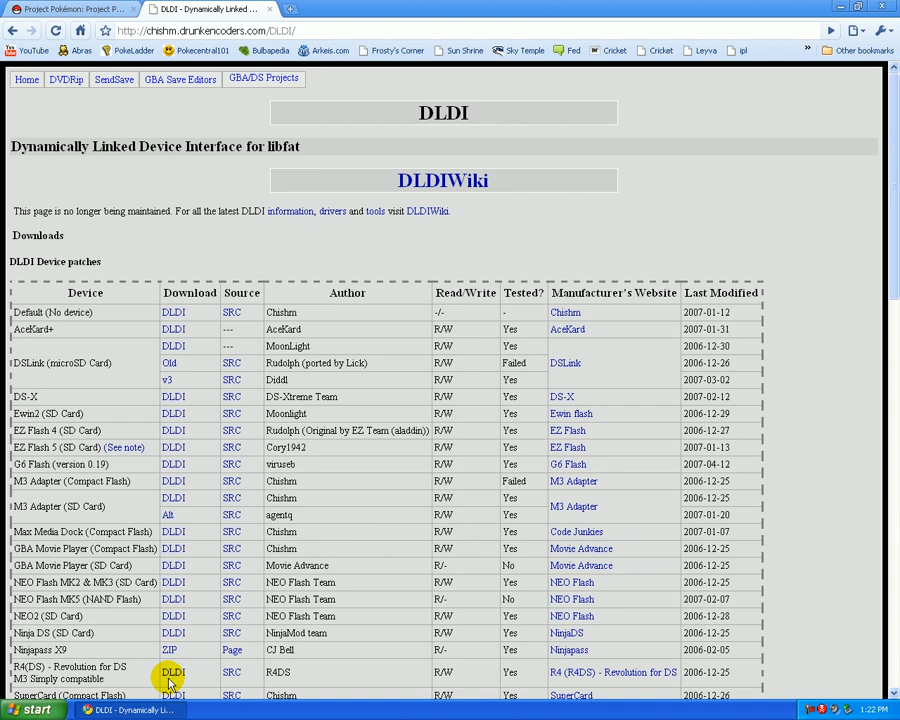 Project Pokémon: Project P...
DLDI - Dynamically Linked ...
http://chishm.drunkencoders.com/DLDI/
YouTube Abras PokeLadder Pokecentral101 Bulbapedia Arkeis.com Frosty's Corner Sun Shrine Sky Temple Fed Cricket Cricket Leyva ipl » Other bookmarks
Home DVDRip SendSave GBA Save Editors GBA/DS Projects
DLDI
Dynamically Linked Device Interface for libfat
DLDIWiki
This page is no longer being maintained. For all the latest DLDI information, drivers and tools visit DLDIWiki.
Downloads
DLDI Device patches
Device Download Source Author Read/Write Tested? Manufacturer's Website Last Modified
Default (No device) DLDI SRC Chishm -/- - Chishm 2007-01-12
AceKard+ DLDI --- AceKard R/W Yes AceKard 2007-01-31
DLDI --- MoonLight R/W Yes 2006-12-30
DSLink (microSD Card) Old SRC Rudolph (ported by Lick) R/W Failed DSLink 2006-12-26
v3 SRC Diddl R/W Yes 2007-03-02
DS-X DLDI SRC DS-Xtreme Team R/W Yes DS-X 2007-02-12
Ewin2 (SD Card) DLDI SRC Moonlight R/W Yes Ewin flash 2006-12-29
EZ Flash 4 (SD Card) DLDI SRC Rudolph (Original by EZ Team (aladdin)) R/W Yes EZ Flash 2006-12-27
EZ Flash 5 (SD Card) (See note) DLDI SRC Cory1942 R/W Yes EZ Flash 2007-01-13
G6 Flash (version 0.19) DLDI SRC viruseb R/W Yes G6 Flash 2007-04-12
M3 Adapter (Compact Flash) DLDI SRC Chishm R/W Failed M3 Adapter 2006-12-25
DLDI SRC Chishm R/W Yes 2006-12-25
M3 Adapter (SD Card) M3 Adapter
Alt SRC agentq R/W Yes 2007-01-20
Max Media Dock (Compact Flash) DLDI SRC Chishm R/W Yes Code Junkies 2007-01-07
GBA Movie Player (Compact Flash) DLDI SRC Chishm R/W Yes Movie Advance 2006-12-25
GBA Movie Player (SD Card) DLDI SRC Movie Advance R/- No Movie Advance 2006-12-25
NEO Flash MK2 & MK3 (SD Card) DLDI SRC NEO Flash Team R/W Yes NEO Flash 2006-12-25
NEO Flash MK5 (NAND Flash) DLDI SRC NEO Flash Team R/- No NEO Flash 2007-02-07
NEO2 (SD Card) DLDI SRC NEO Flash Team R/W Yes NEO Flash 2006-12-28
Ninja DS (SD Card) DLDI SRC NinjaMod team R/W Yes NinjaDS 2006-12-25
Ninjapass X9 ZIP Page CJ Bell R/- Yes Ninjapass 2006-02-05
R4(DS) - Revolution for DS
M3 Simply compatible DLDI SRC R4DS R/W Yes R4 (R4DS) - Revolution for DS 2006-12-25
SuperCard (Compact Flash) DLDI SRC Chishm R/W Yes SuperCard 2006-12-26
start DLDI - Dynamically Li... 1:22 PM